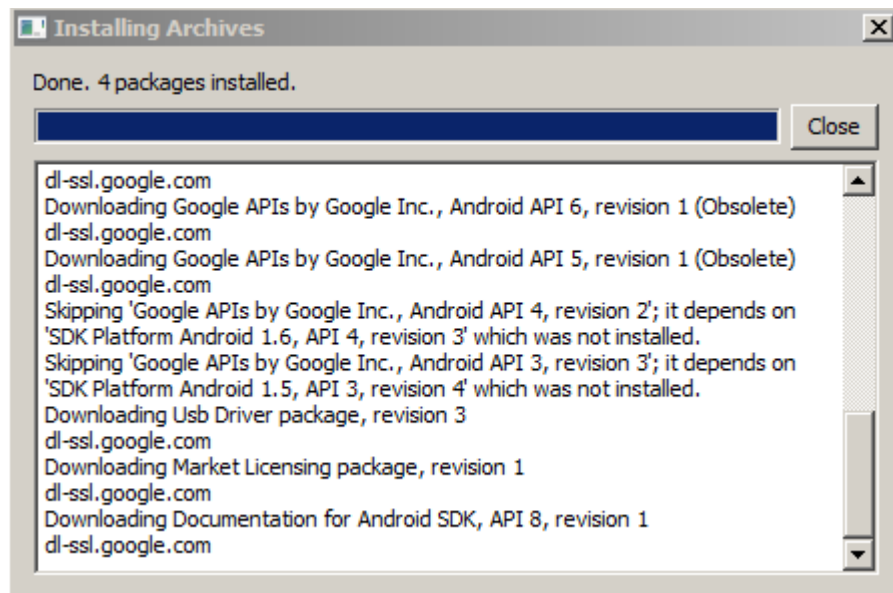 Installing Archives
Done. 4 packages installed.
Close
dl-ssl.google.com
Downloading Google APIs by Google Inc., Android API 6, revision 1 (Obsolete)
dl-ssl.google.com
Downloading Google APIs by Google Inc., Android API 5, revision 1 (Obsolete)
dl-ssl.google.com
Skipping 'Google APIs by Google Inc., Android API 4, revision 2'; it depends on
'SDK Platform Android 1.6, API 4, revision 3' which was not installed.
Skipping 'Google APIs by Google Inc., Android API 3, revision 3'; it depends on
'SDK Platform Android 1.5, API 3, revision 4' which was not installed.
Downloading Usb Driver package, revision 3
dl-ssl.google.com
Downloading Market Licensing package, revision 1
dl-ssl.google.com
Downloading Documentation for Android SDK, API 8, revision 1
dl-ssl.google.com